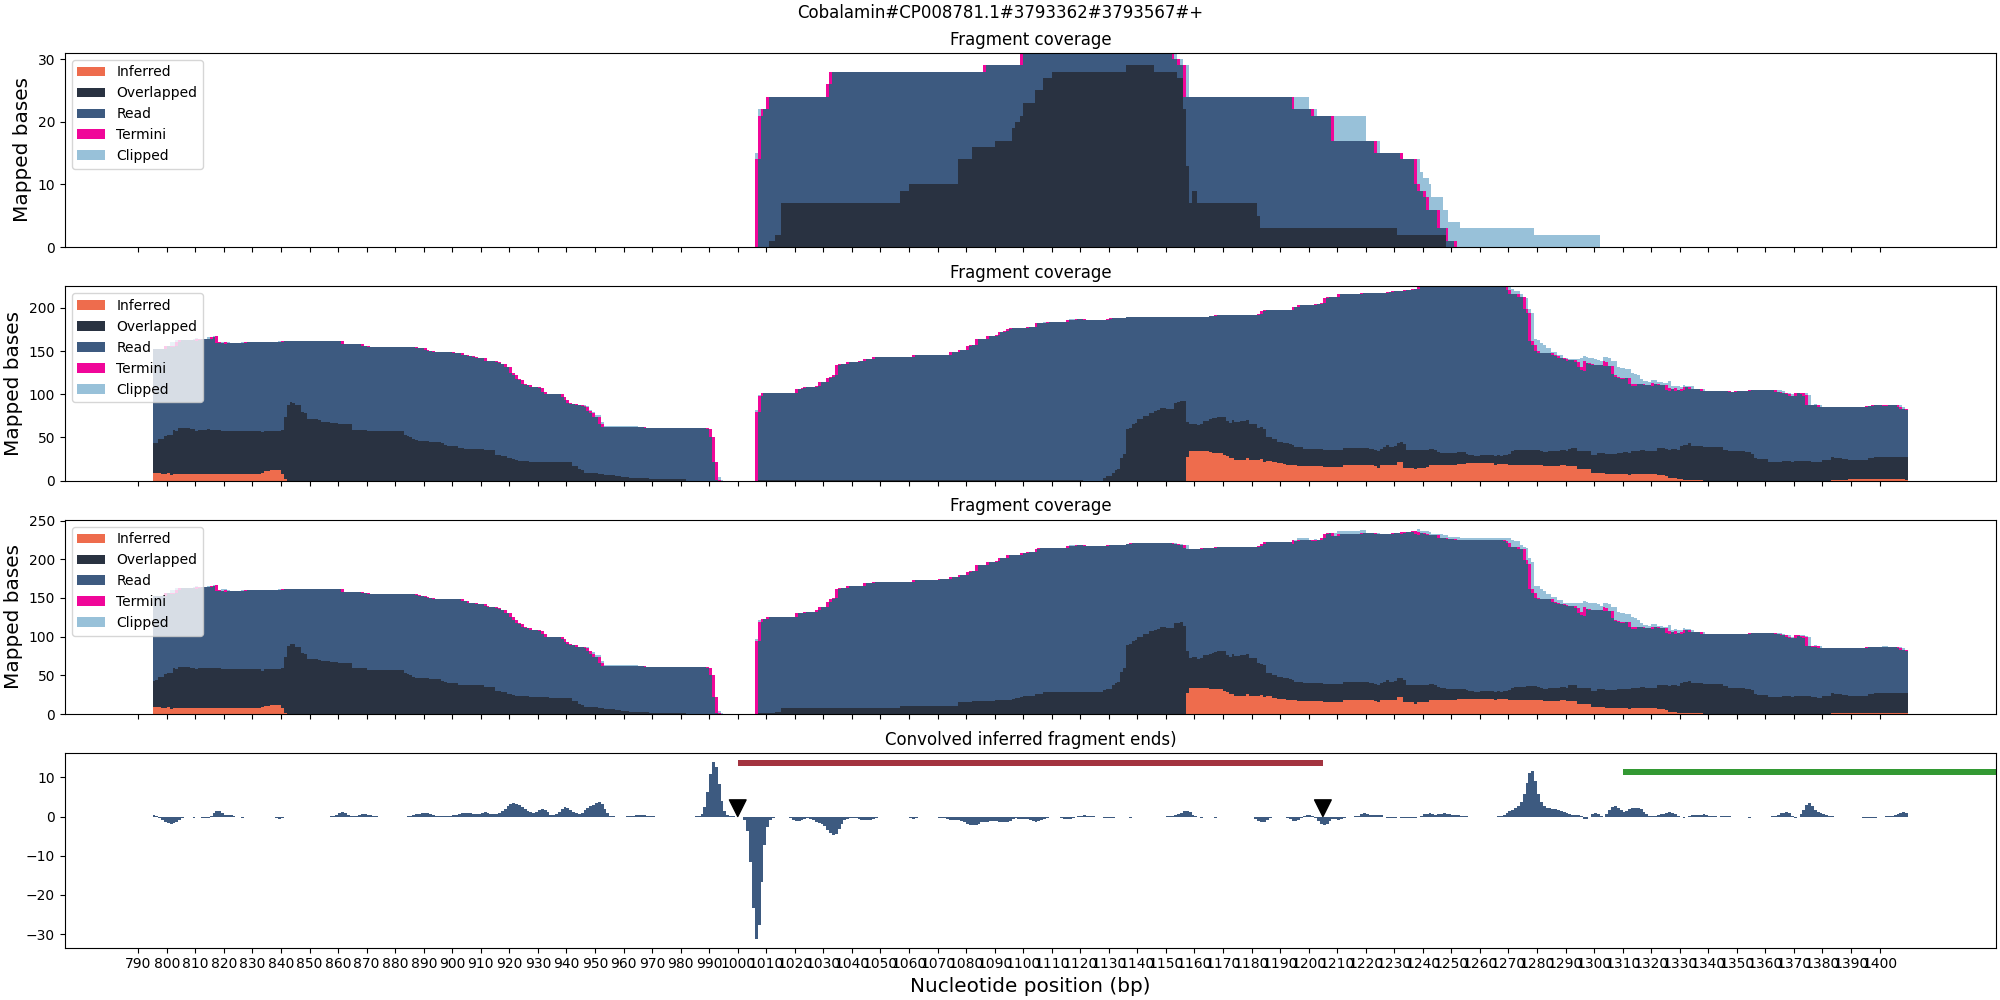 Cobalamin#CP008781.1#3793362#3793567#+
Fragment coverage
Mapped bases
30
20
10
0
Inferred
Overlapped
Read
Termini
Clipped
Fragment coverage
Mapped bases
200
150
100
50
0
Inferred
Overlapped
Read
Termini
Clipped
Fragment coverage
Mapped bases
250
200
150
100
50
0
Inferred
Overlapped
Read
Termini
Clipped
Convolved inferred fragment ends)
10
0
−10
−20
−30
790 800 810 820 830 840 850 860 870 880 890 900 910 920 930 940 950 960 970 980 990 1000 1010 1020 1030 1040 1050 1060 1070 1080 1090 1100 1110 1120 1130 1140 1150 1160 1170 1180 1190 1200 1210 1220 1230 1240 1250 1260 1270 1280 1290 1300 1310 1320 1330 1340 1350 1360 1370 1380 1390 1400
Nucleotide position (bp)